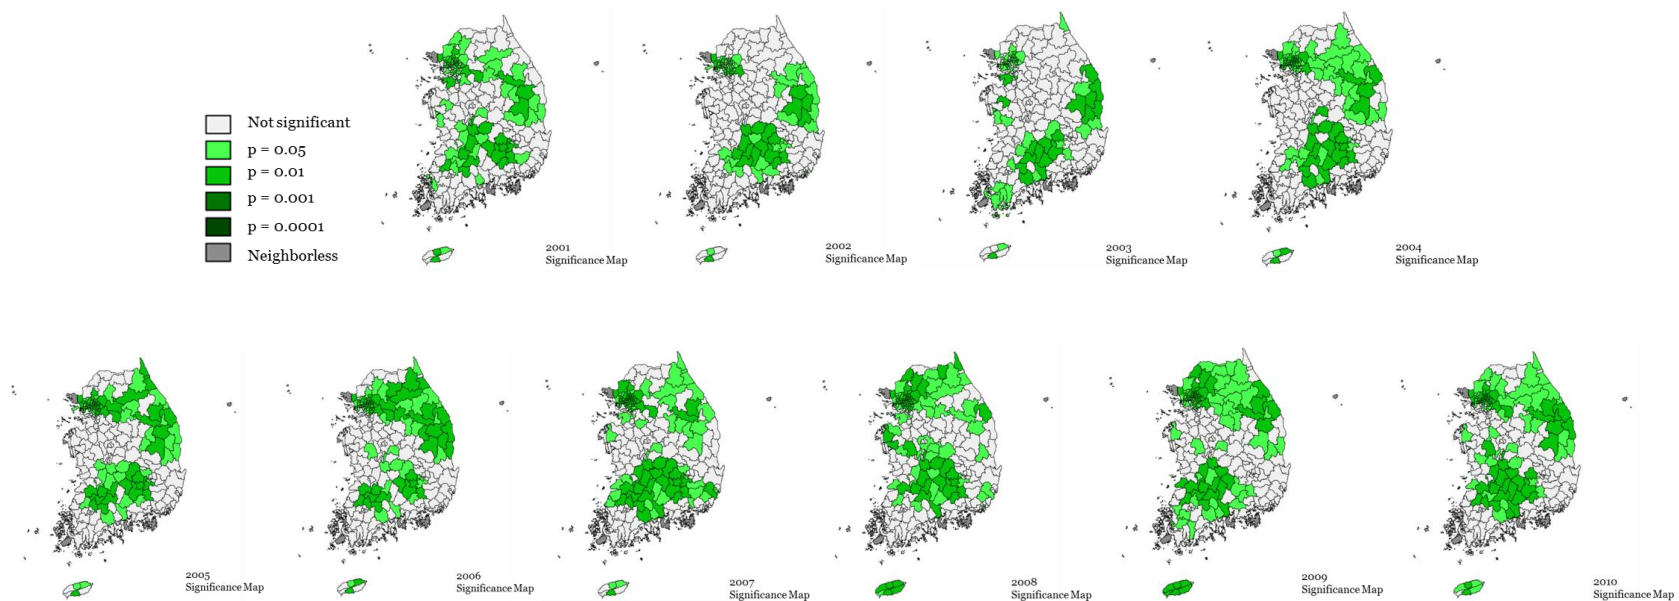 Not significant
p = 0.05
p = 0.01
p = 0.001
p = 0.0001
Neighborless
2001
Significance Map
2002
Significance Map
2003
Significance Map
2004
Significance Map
2005
Significance Map
2006
Significance Map
2007
Significance Map
2008
Significance Map
2009
Significance Map
2010
Significance Map